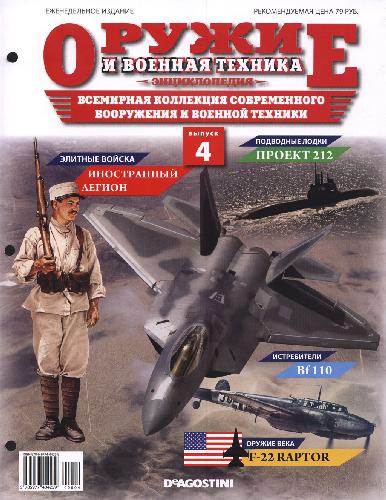 ЕЖЕНЕДЕЛЬНОЕ ИЗДАНИЕ
РЕКОМЕНДУЕМАЯ ЦЕНА 79 РУБ.
ОРУЖИЕ
И ВОЕННАЯ ТЕХНИКА
ЭНЦИКЛОПЕДИЯ
ВСЕМИРНАЯ КОЛЛЕКЦИЯ СОВРЕМЕННОГО
ВООРУЖЕНИЯ И ВОЕННОЙ ТЕХНИКИ
выпуск
4
ПОДВОДНЫЕ ЛОДКИ
ПРОЕКТ 212
ЭЛИТНЫЕ ВОЙСКА
ИНОСТРАННЫЙ
ЛЕГИОН
ИСТРЕБИТЕЛИ
Bf 110
ОРУЖИЕ ВЕКА
F-22 RAPTOR
DeAGOSTINI